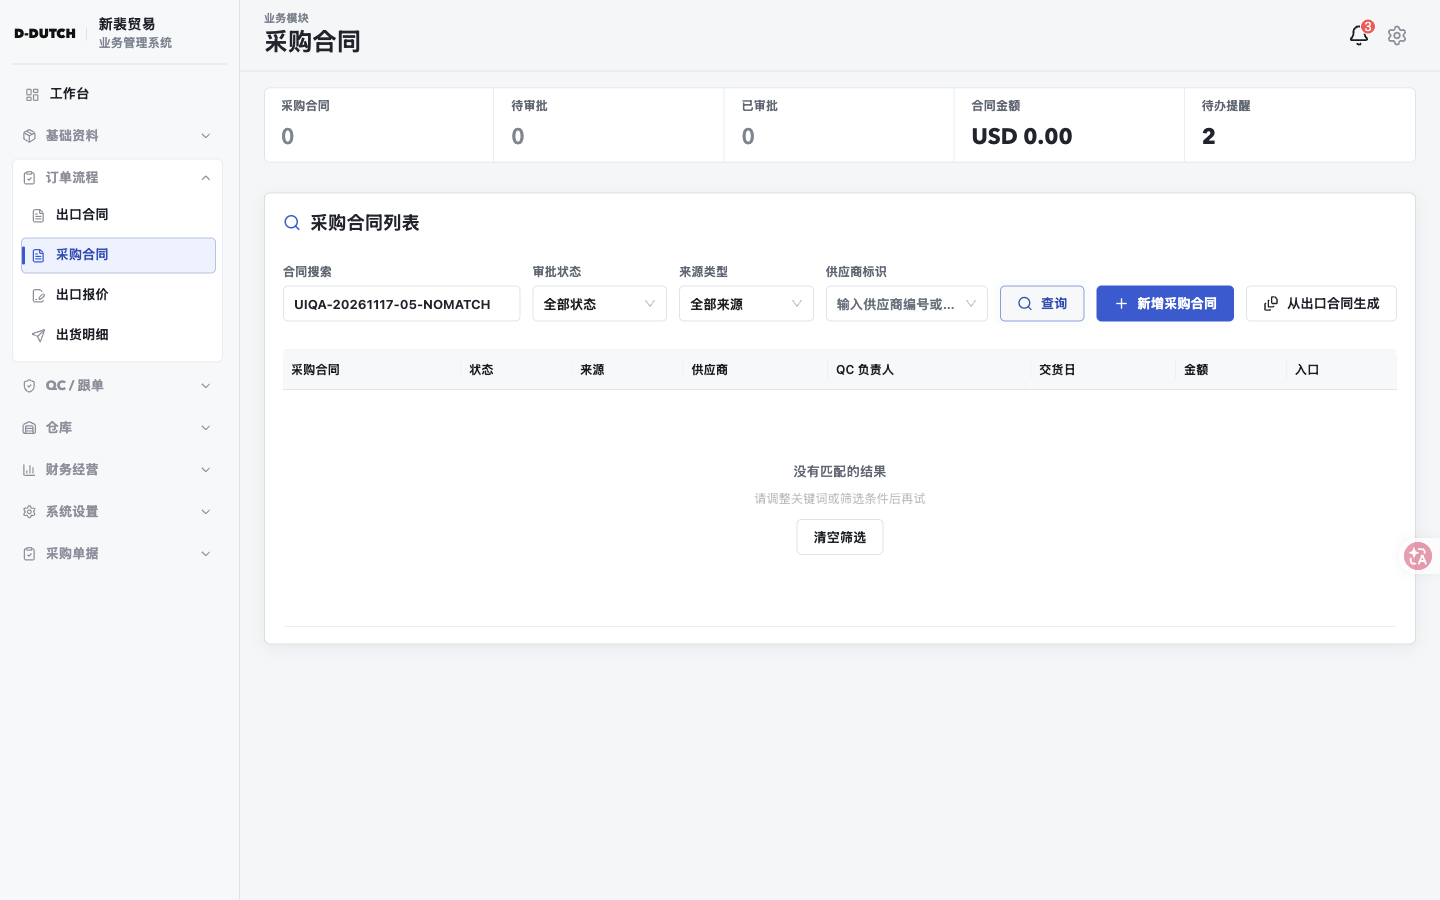 D-DUTCH
新裴贸易
业务管理系统
工作台
基础资料
订单流程
出口合同
采购合同
出口报价
出货明细
QC / 跟单
仓库
财务经营
系统设置
采购单据
业务模块
采购合同
3
采购合同
0
待审批
0
已审批
0
合同金额
USD 0.00
待办提醒
2
采购合同列表
合同搜索
UIQA-20261117-05-NOMATCH
审批状态
全部状态
来源类型
全部来源
供应商标识
输入供应商编号或...
查询
新增采购合同
从出口合同生成
采购合同 状态 来源 供应商 QC 负责人 交货日 金额 入口
没有匹配的结果
请调整关键词或筛选条件后再试
清空筛选